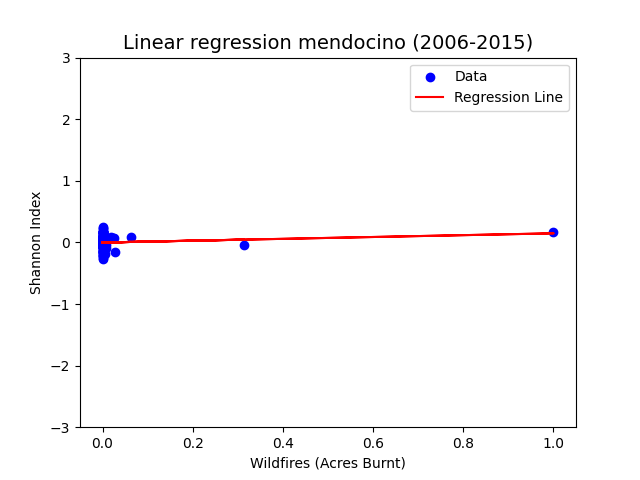 Linear regression mendocino (2006-2015)
Data
Regression Line
3
2
1
0
−1
−2
−3
Shannon Index
0.0 0.2 0.4 0.6 0.8 1.0
Wildfires (Acres Burnt)